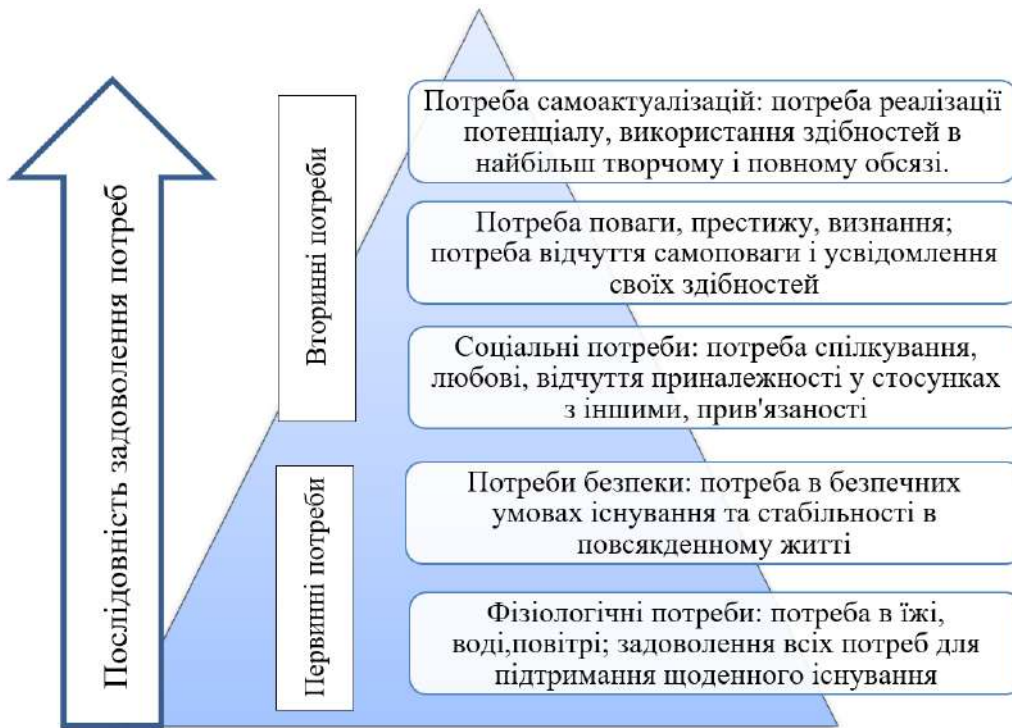 Послідовність задоволення потреб
Вторинні потреби
Потреба самоактуалізацій: потреба реалізації
потенціалу, використання здібностей в
найбільш творчому і повному обсязі.
Потреба поваги, престижу, визнання;
потреба відчуття самоповаги і усвідомлення
своїх здібностей
Соціальні потреби: потреба спілкування,
любові, відчуття приналежності у стосунках
з іншими, прив'язаності
Первинні потреби
Потреби безпеки: потреба в безпечних
умовах існування та стабільності в
повсякденному житті
Фізіологічні потреби: потреба в їжі,
воді,повітрі; задоволення всіх потреб для
підтримання щоденного існування